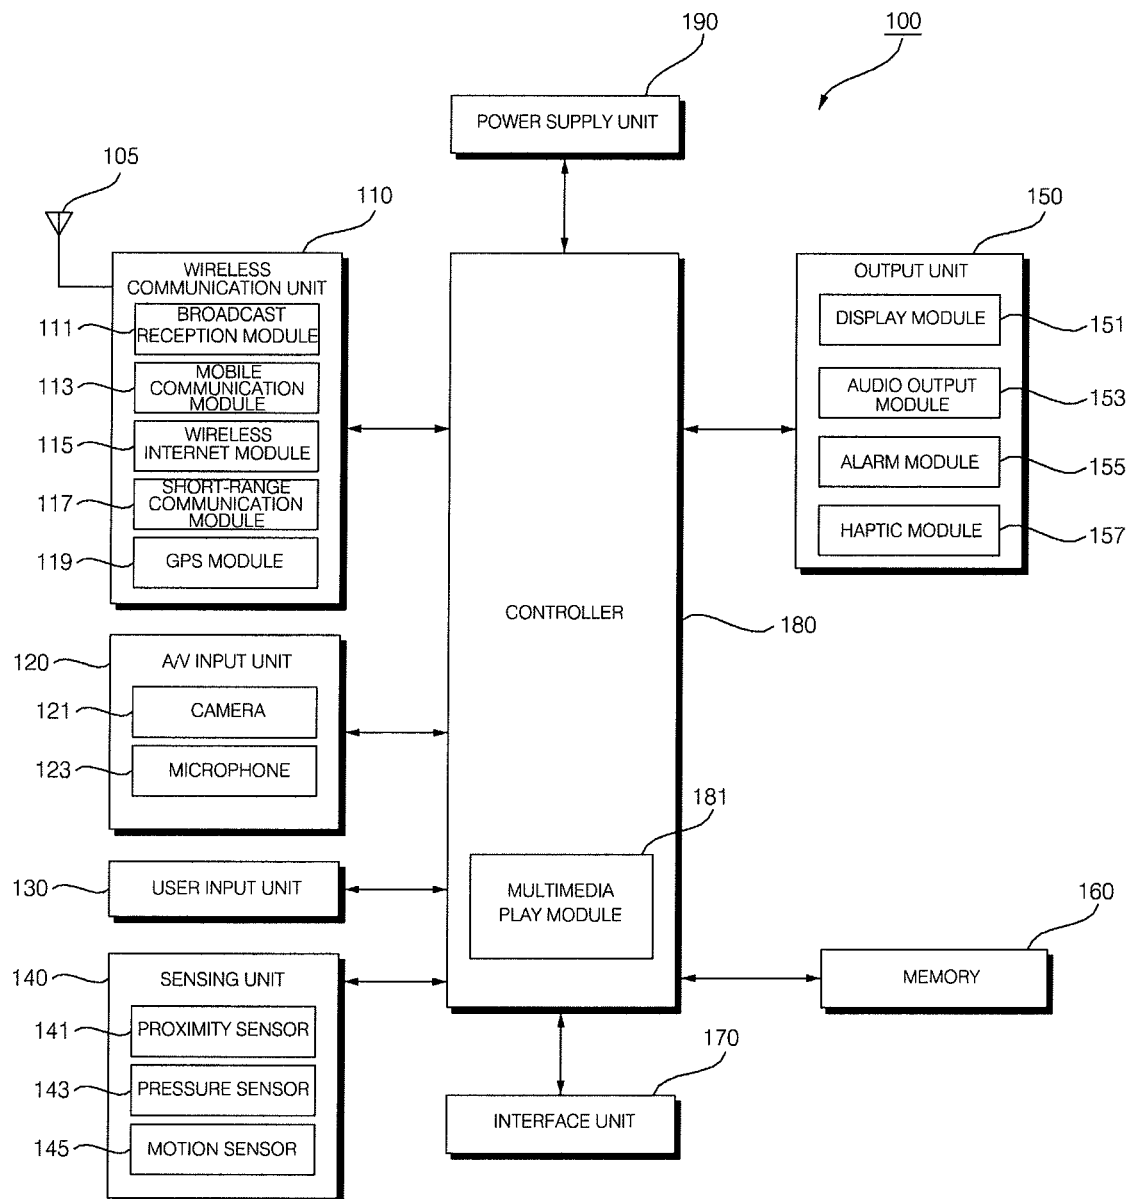 190
100
POWER SUPPLY UNIT
105
110
150
WIRELESS
COMMUNICATION UNIT
111
BROADCAST
RECEPTION MODULE
113
MOBILE
COMMUNICATION
MODULE
115
WIRELESS
INTERNET MODULE
117
SHORT-RANGE
COMMUNICATION
MODULE
119
GPS MODULE
OUTPUT UNIT
DISPLAY MODULE
151
AUDIO OUTPUT
MODULE
153
ALARM MODULE
155
HAPTIC MODULE
157
CONTROLLER
180
120
A/V INPUT UNIT
121
CAMERA
123
MICROPHONE
181
MULTIMEDIA
PLAY MODULE
130
USER INPUT UNIT
160
MEMORY
140
SENSING UNIT
141
PROXIMITY SENSOR
143
PRESSURE SENSOR
145
MOTION SENSOR
170
INTERFACE UNIT